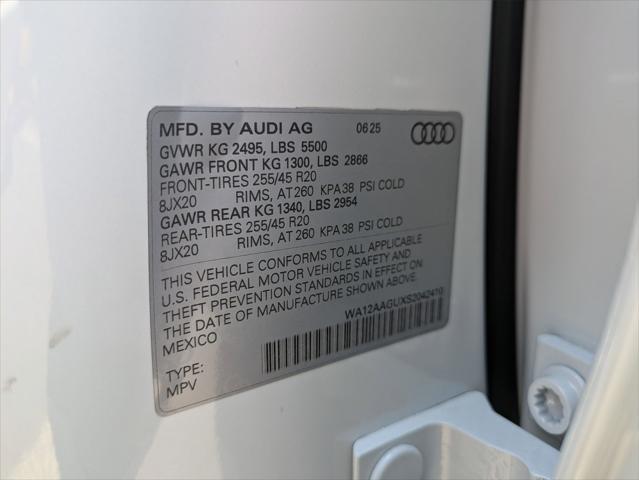 MFD. BY AUDI AG 06 25
GVWR KG 2495, LBS 5500
GAWR FRONT KG 1300, LBS 2866
FRONT-TIRES 255/45 R20
8JX20 RIMS, AT 260 KPA 38 PSI COLD
GAWR REAR KG 1340, LBS 2954
REAR-TIRES 255/45 R20
8JX20 RIMS, AT 260 KPA 38 PSI COLD
THIS VEHICLE CONFORMS TO ALL APPLICABLE
U.S. FEDERAL MOTOR VEHICLE SAFETY AND
THEFT PREVENTION STANDARDS IN EFFECT ON
THE DATE OF MANUFACTURE SHOWN ABOVE.
MEXICO WA12AAGUXS2042410
TYPE:
MPV